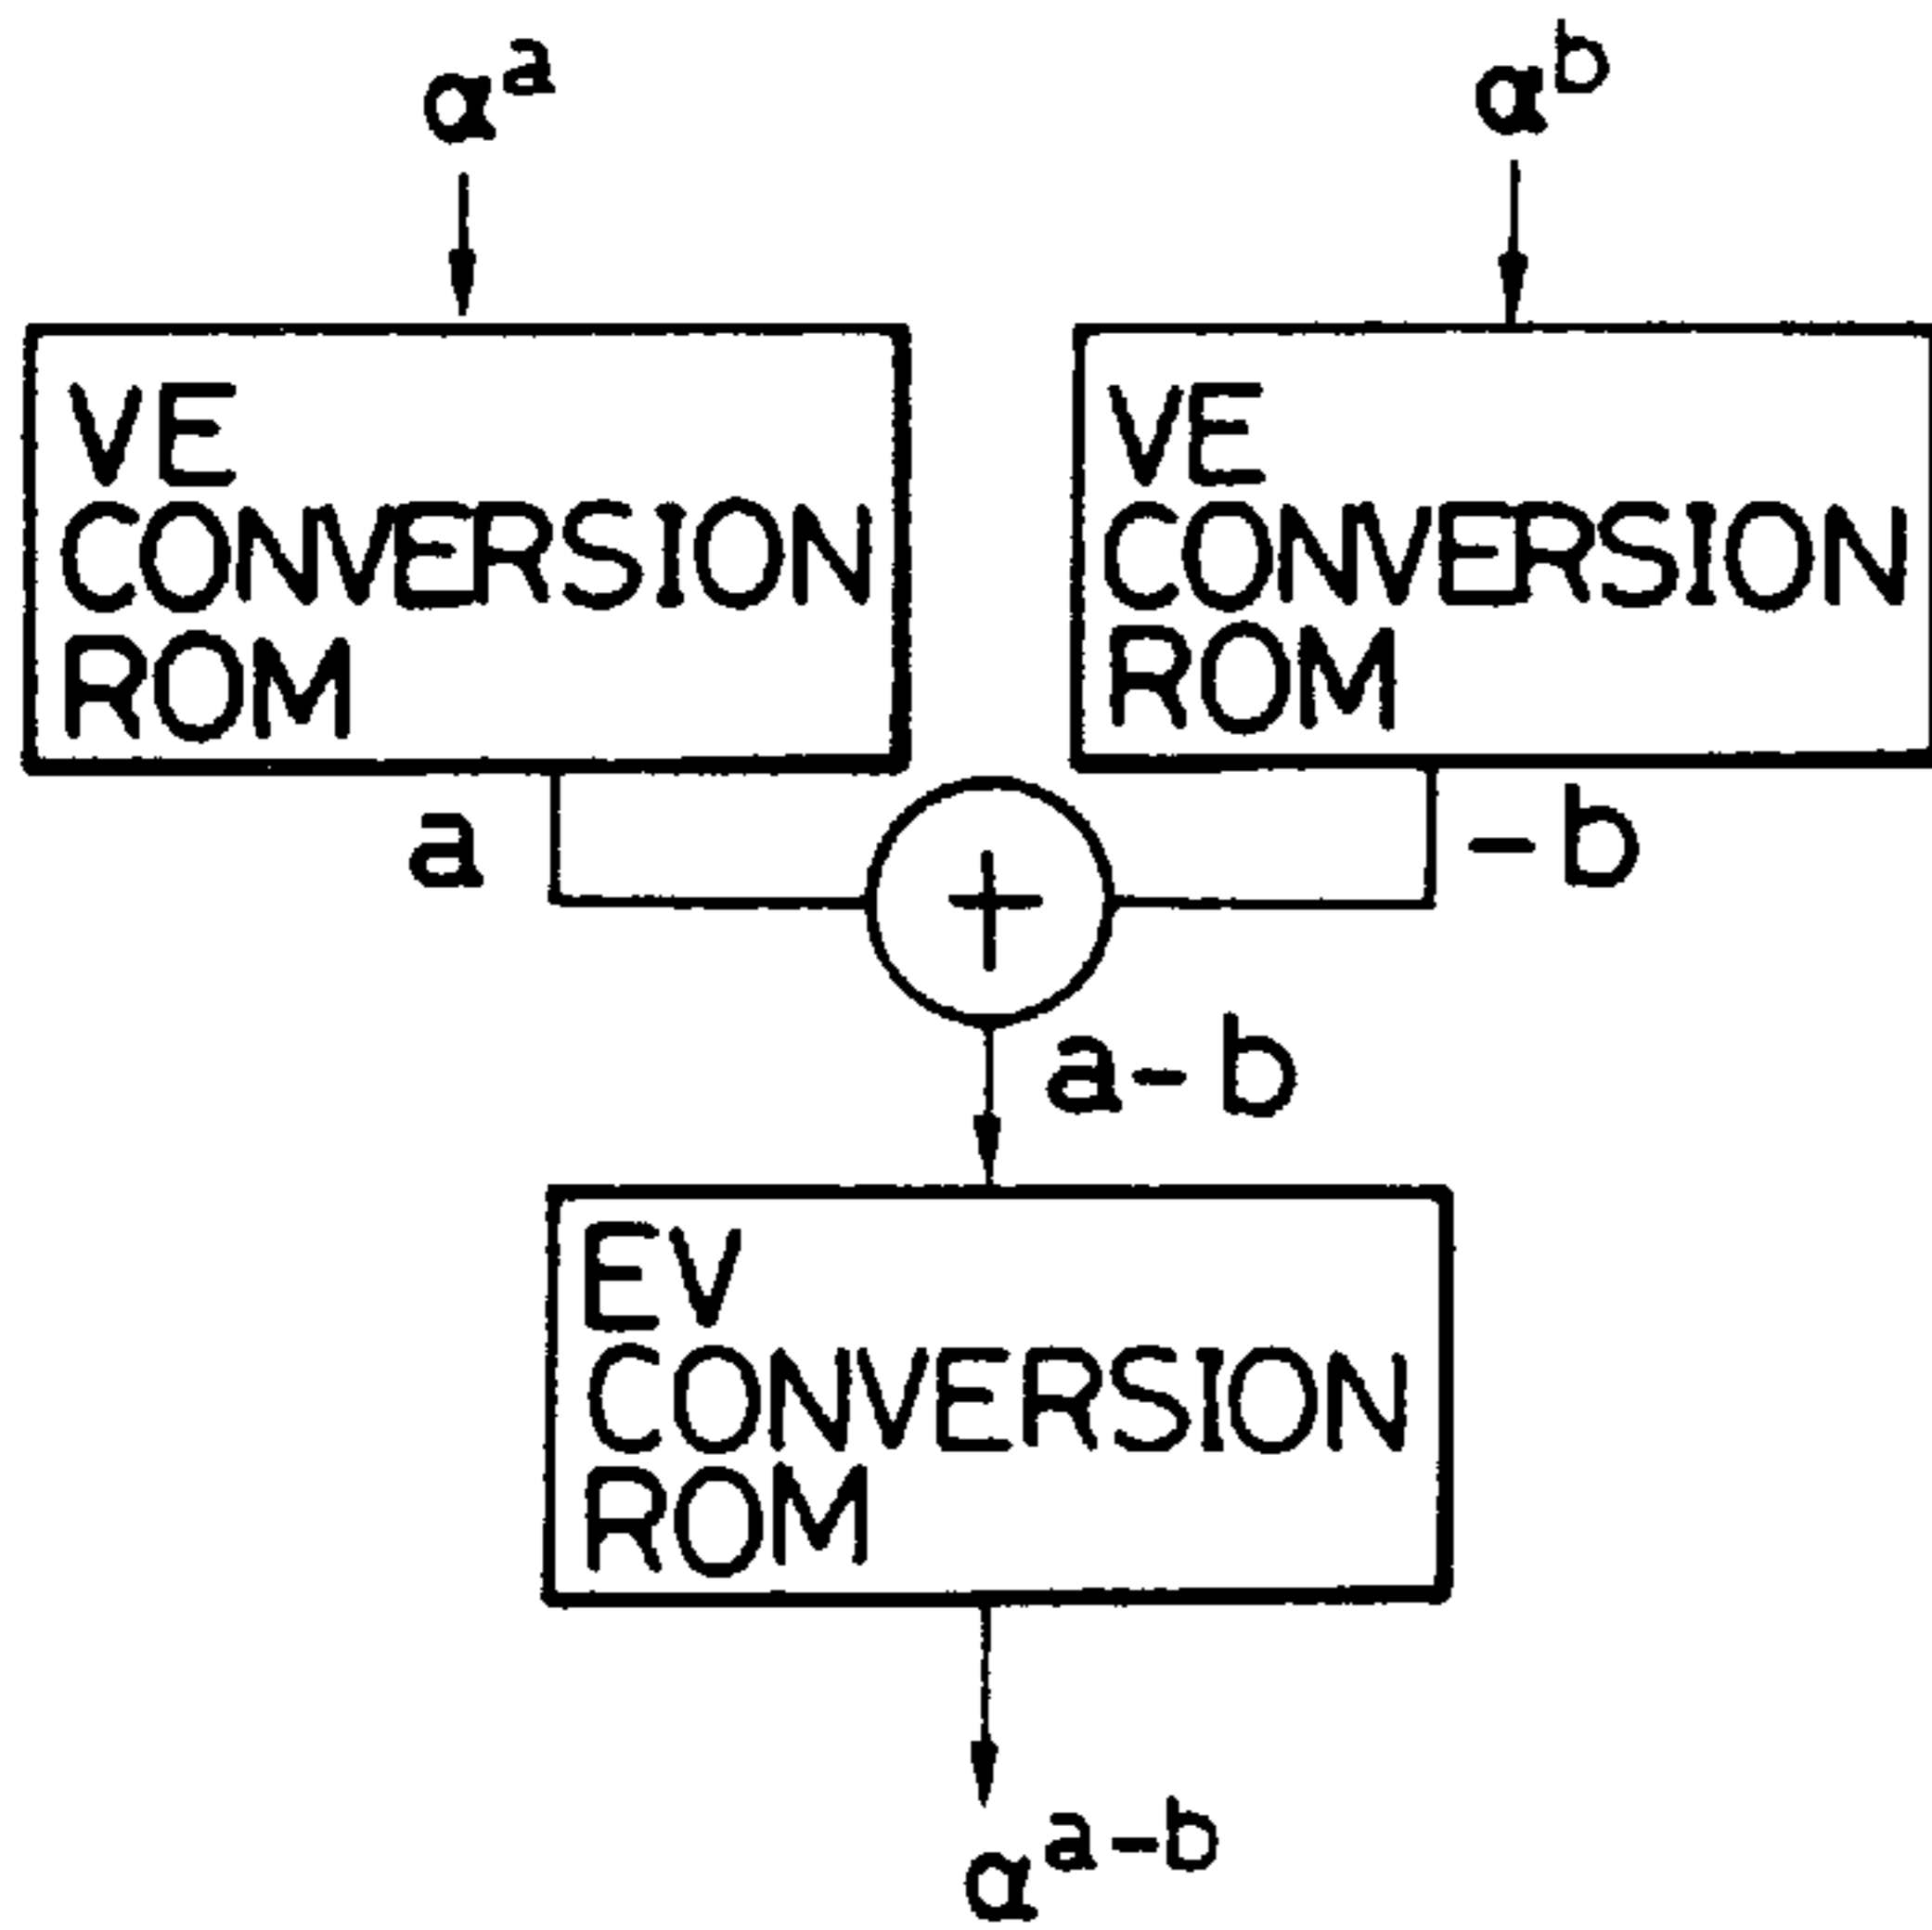 α^a
α^b
VE
CONVERSION
ROM
VE
CONVERSION
ROM
a
+
-b
a-b
EV
CONVERSION
ROM
α^a-b